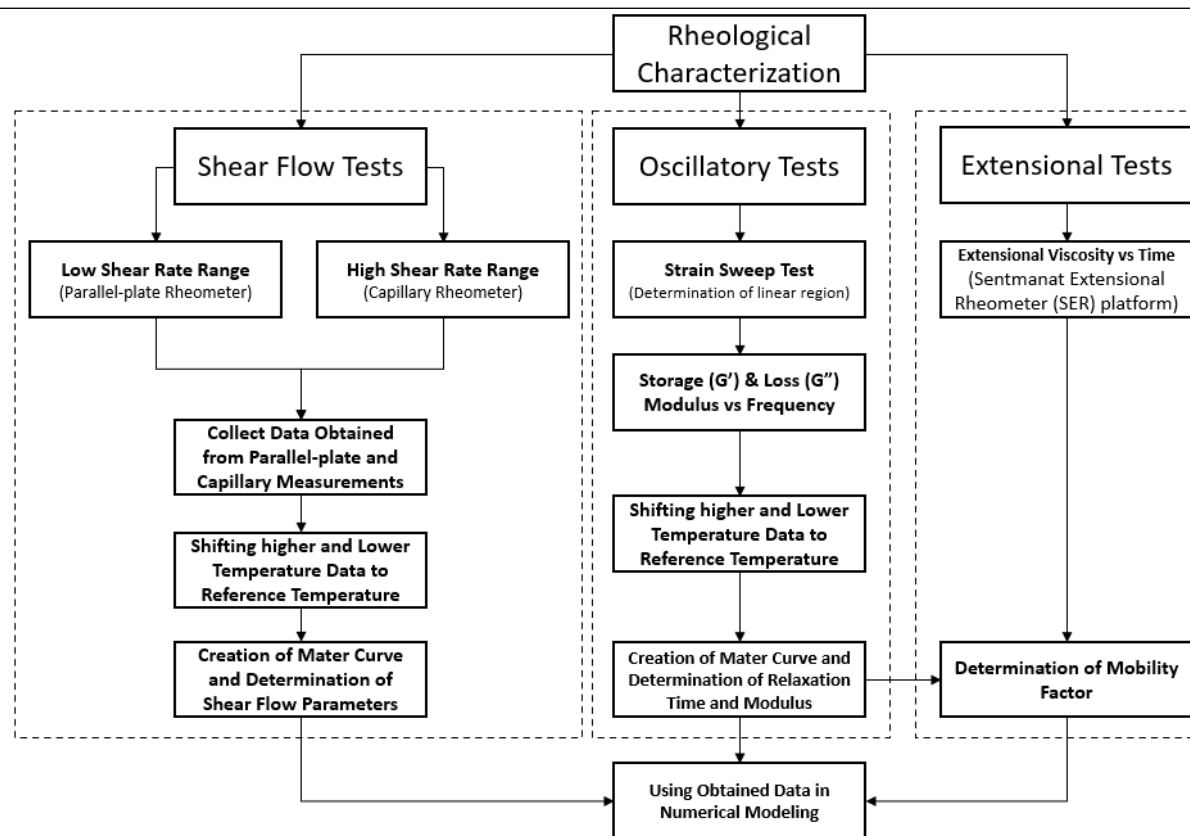 Rheological
Characterization
Shear Flow Tests
Low Shear Rate Range
(Parallel-plate Rheometer)
High Shear Rate Range
(Capillary Rheometer)
Collect Data Obtained
from Parallel-plate and
Capillary Measurements
Shifting higher and Lower
Temperature Data to
Reference Temperature
Creation of Mater Curve
and Determination of
Shear Flow Parameters
Oscillatory Tests
Strain Sweep Test
(Determination of linear region)
Storage (G’) & Loss (G’’)
Modulus vs Frequency
Shifting higher and Lower
Temperature Data to
Reference Temperature
Creation of Mater Curve and
Determination of Relaxation
Time and Modulus
Extensional Tests
Extensional Viscosity vs Time
(Sentmanat Extensional
Rheometer (SER) platform)
Determination of Mobility
Factor
Using Obtained Data in
Numerical Modeling